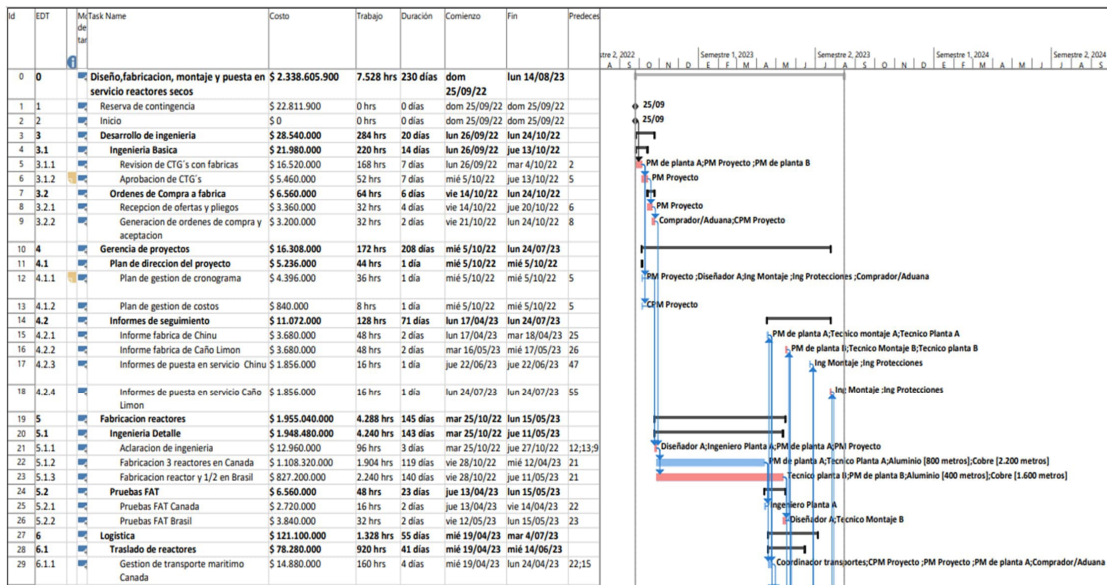 Id EDT Mc Task Name Costo Trabajo Duración Comienzo Fin Predeces
de
tar
stre 2, 2022 Semestre 1, 2023 Semestre 2, 2023 Semestre 1, 2024 Semestre 2, 2024
A S O N D E F M A M J J A S O N D E F M A M J J A S O N
0 0 Diseño,fabricacion, montaje y puesta en $ 2.338.605.900 7.528 hrs 230 días dom lun 14/08/23
servicio reactores secos 25/09/22
1 1 Reserva de contingencia $ 22.811.900 0 hrs 0 días dom 25/09/22 dom 25/09/22 25/09
2 2 Inicio $ 0 0 hrs 0 días dom 25/09/22 dom 25/09/22 25/09
3 3 Desarrollo de ingenieria $ 28.540.000 284 hrs 20 días lun 26/09/22 lun 24/10/22
4 3.1 Ingenieria Basica $ 21.980.000 220 hrs 14 días lun 26/09/22 jue 13/10/22
5 3.1.1 Revision de CTG´s con fabricas $ 16.520.000 168 hrs 7 días lun 26/09/22 mar 4/10/22 2 PM de planta A;PM Proyecto ;PM de planta B
6 3.1.2 Aprobacion de CTG´s $ 5.460.000 52 hrs 7 días mié 5/10/22 jue 13/10/22 5 PM Proyecto
7 3.2 Ordenes de Compra a fabrica $ 6.560.000 64 hrs 6 días vie 14/10/22 lun 24/10/22
8 3.2.1 Recepcion de ofertas y pliegos $ 3.360.000 32 hrs 4 días vie 14/10/22 jue 20/10/22 6 PM Proyecto
9 3.2.2 Generacion de ordenes de compra y $ 3.200.000 32 hrs 2 días vie 21/10/22 lun 24/10/22 8 Comprador/Aduana;CPM Proyecto
aceptacion
10 4 Gerencia de proyectos $ 16.308.000 172 hrs 208 días mié 5/10/22 lun 24/07/23
11 4.1 Plan de direccion del proyecto $ 5.236.000 44 hrs 1 día mié 5/10/22 mié 5/10/22
12 4.1.1 Plan de gestion de cronograma $ 4.396.000 36 hrs 1 día mié 5/10/22 mié 5/10/22 5 PM Proyecto ;Diseñador A;Ing Montaje ;Ing Protecciones ;Comprador/Aduana
13 4.1.2 Plan de gestion de costos $ 840.000 8 hrs 1 día mié 5/10/22 mié 5/10/22 5 CPM Proyecto
14 4.2 Informes de seguimiento $ 11.072.000 128 hrs 71 días lun 17/04/23 lun 24/07/23
15 4.2.1 Informe fabrica de Chinu $ 3.680.000 48 hrs 2 días lun 17/04/23 mar 18/04/23 25 PM de planta A;Tecnico montaje A;Tecnico Planta A
16 4.2.2 Informe fabrica de Caño Limon $ 3.680.000 48 hrs 2 días mar 16/05/23 mié 17/05/23 26 PM de planta B;Tecnico Montaje B;Tecnico planta B
17 4.2.3 Informes de puesta en servicio Chinu $ 1.856.000 16 hrs 1 día jue 22/06/23 jue 22/06/23 47 Ing Montaje ;Ing Protecciones
18 4.2.4 Informes de puesta en servicio Caño $ 1.856.000 16 hrs 1 día lun 24/07/23 lun 24/07/23 55 Ing Montaje ;Ing Protecciones
Limon
19 5 Fabricacion reactores $ 1.955.040.000 4.288 hrs 145 días mar 25/10/22 lun 15/05/23
20 5.1 Ingenieria Detalle $ 1.948.480.000 4.240 hrs 143 días mar 25/10/22 jue 11/05/23
21 5.1.1 Aclaracion de ingenieria $ 12.960.000 96 hrs 3 días mar 25/10/22 jue 27/10/22 12;13;9 Diseñador A;Ingeniero Planta A;PM de planta A;PM Proyecto
22 5.1.2 Fabricacion 3 reactores en Canada $ 1.108.320.000 1.904 hrs 119 días vie 28/10/22 mié 12/04/23 21 PM de planta A;Tecnico Planta A;Aluminio [800 metros];Cobre [2.200 metros]
23 5.1.3 Fabricacion reactor y 1/2 en Brasil $ 827.200.000 2.240 hrs 140 días vie 28/10/22 jue 11/05/23 21 Tecnico planta B;PM de planta B;Aluminio [400 metros];Cobre [1.600 metros]
24 5.2 Pruebas FAT $ 6.560.000 48 hrs 23 días jue 13/04/23 lun 15/05/23
25 5.2.1 Pruebas FAT Canada $ 2.720.000 16 hrs 2 días jue 13/04/23 vie 14/04/23 22 Ingeniero Planta A
26 5.2.2 Pruebas FAT Brasil $ 3.840.000 32 hrs 2 días vie 12/05/23 lun 15/05/23 23 Diseñador A;Tecnico Montaje B
27 6 Logistica $ 121.100.000 1.328 hrs 55 días mié 19/04/23 mar 4/07/23
28 6.1 Traslado de reactores $ 78.280.000 920 hrs 41 días mié 19/04/23 mié 14/06/23
29 6.1.1 Gestion de transporte maritimo $ 14.880.000 160 hrs 4 días mié 19/04/23 lun 24/04/23 22;15 Coordinador transportes;CPM Proyecto ;PM Proyecto ;PM de planta A;Comprador/Aduana
Canada